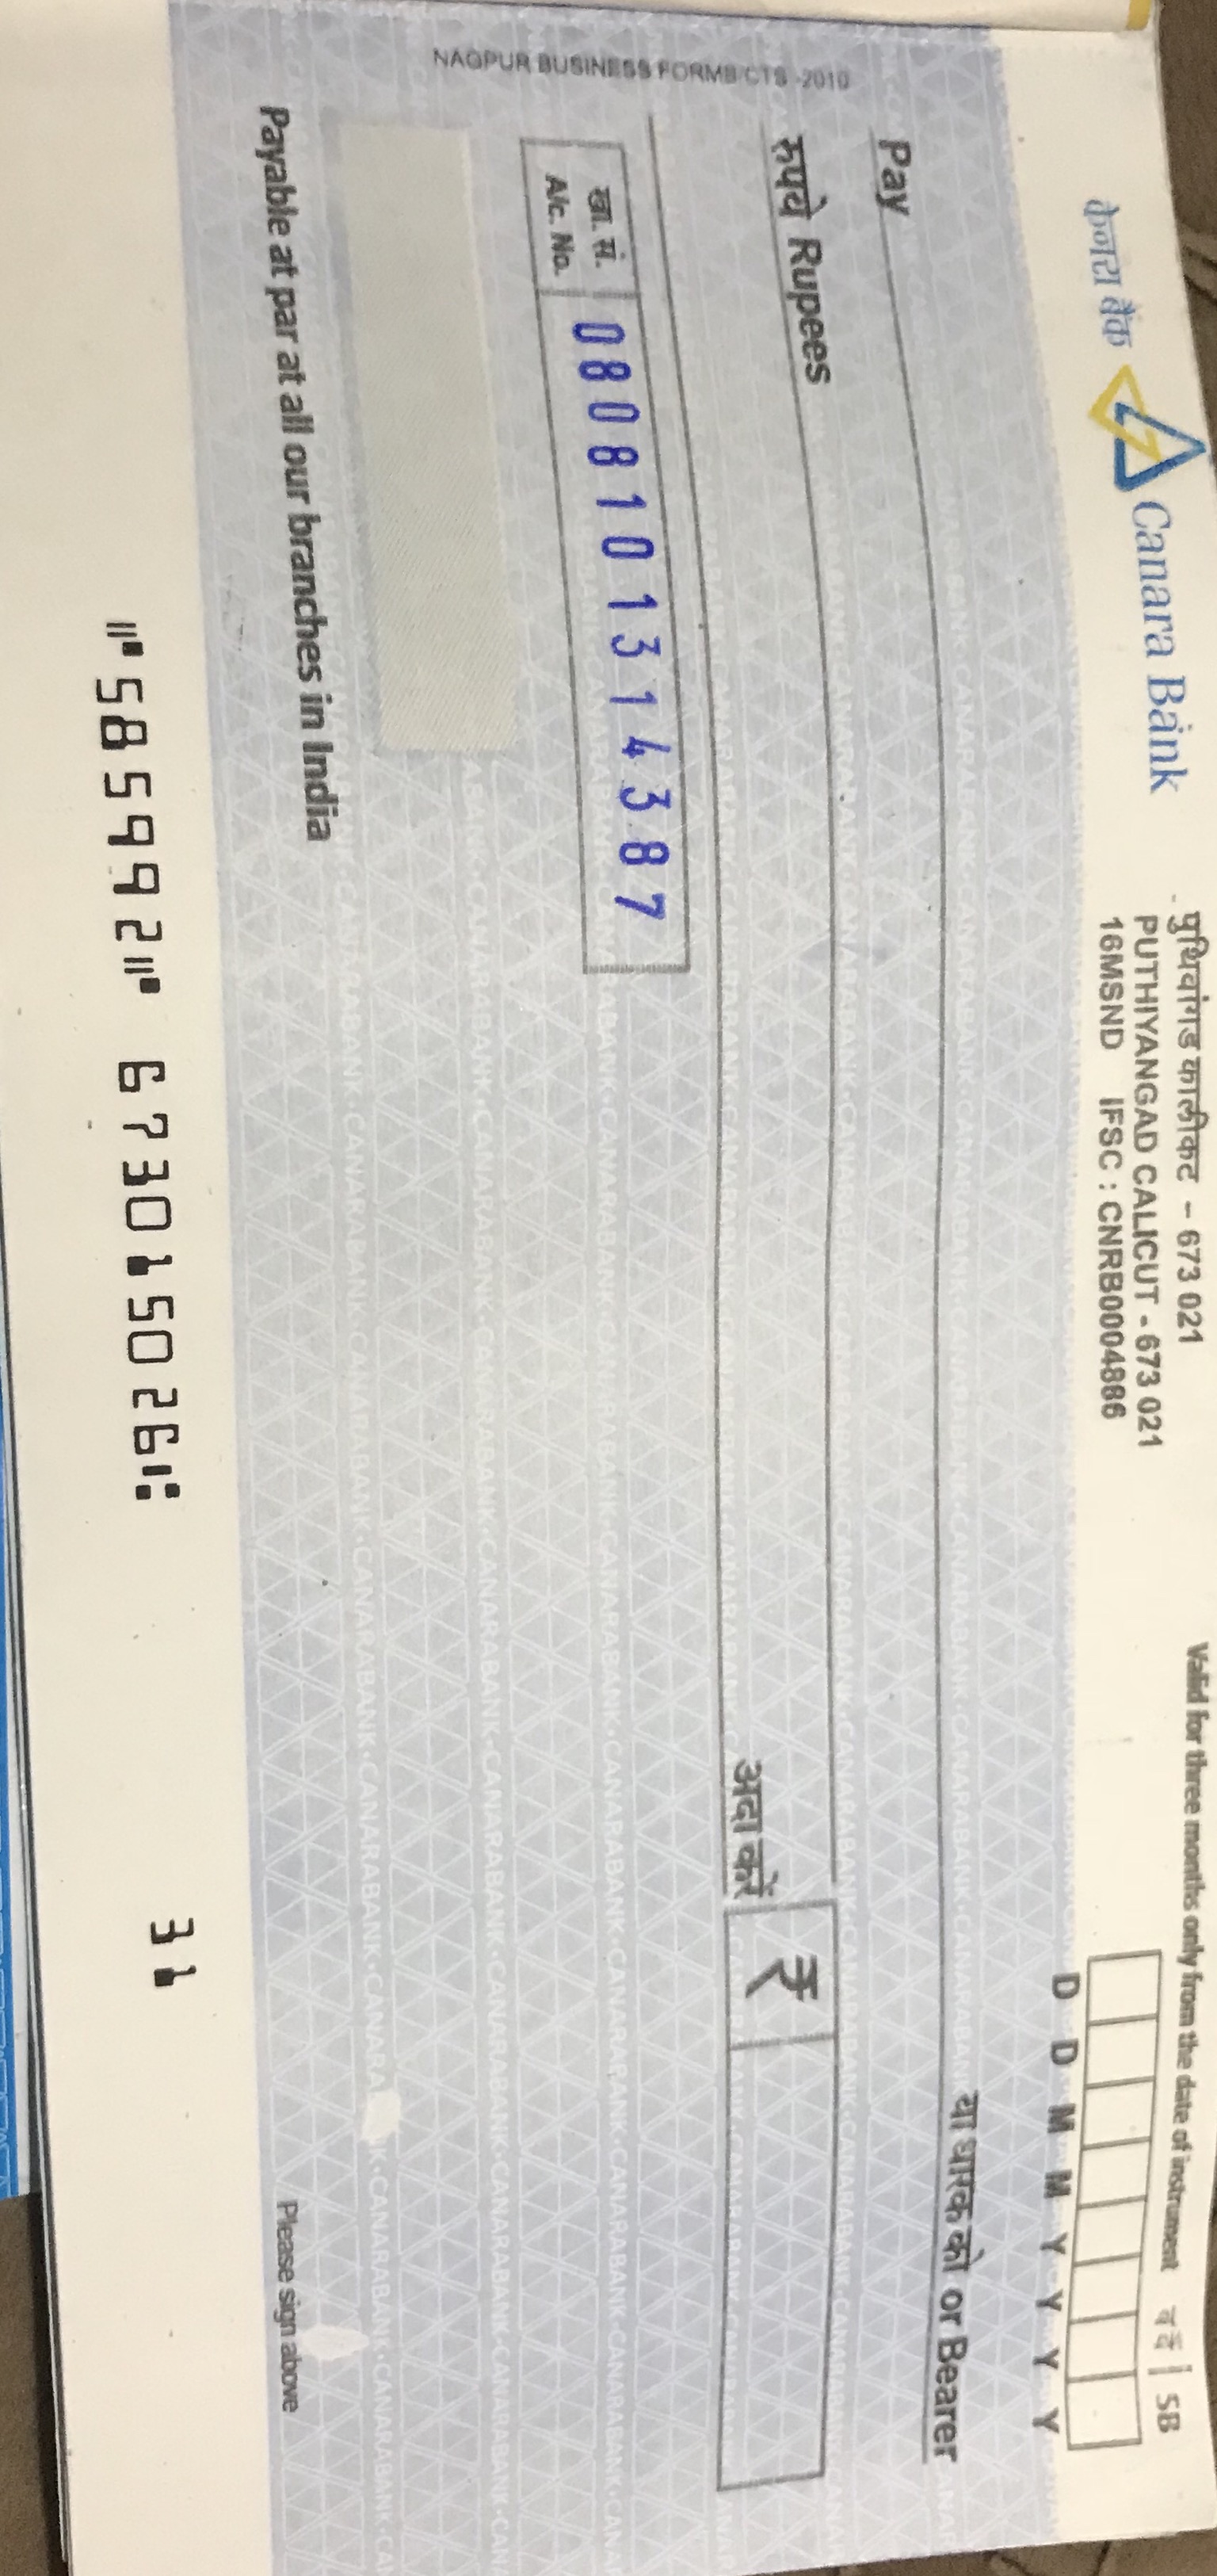 केनरा बैंक Canara Bank
पुथियांगड कालीकट – 673 021
PUTHIYANGAD CALICUT - 673 021
16MSND IFSC : CNRB0004886
Valid for three months only from the date of instrument
SB
D D M M Y Y Y Y
Pay
या धारक को or Bearer
रुपये Rupees
अदा करें ₹
खा. सं.
A/c. No.
0808101314387
NAGPUR BUSINESS FORMS/CTS -2010
Payable at par at all our branches in India
Please sign above
⑈585992⑈ 673015026⑆ 31